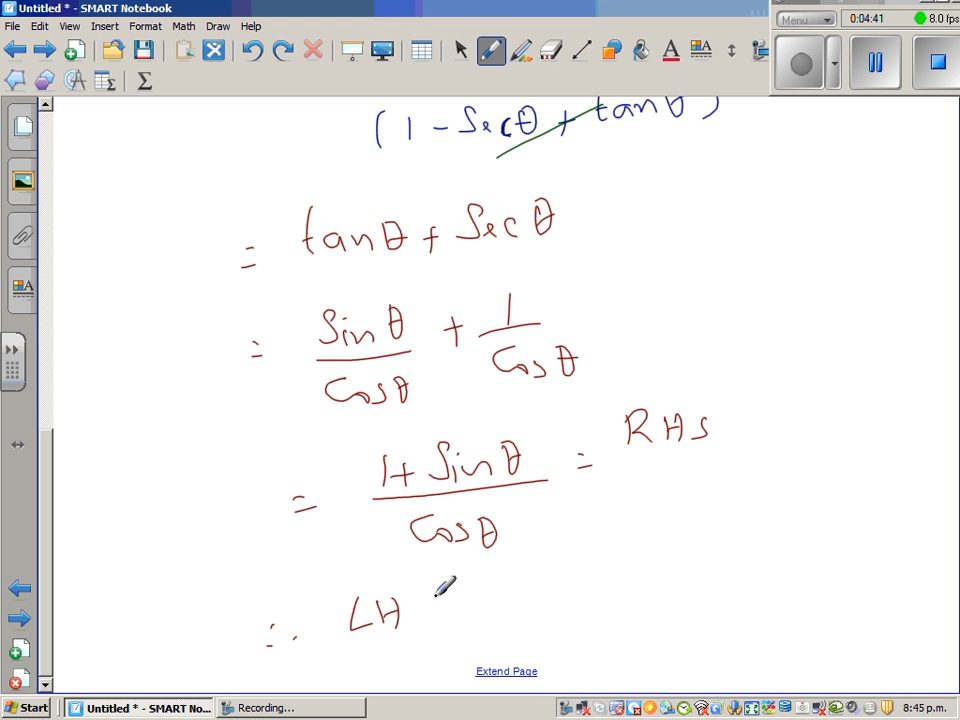 Untitled * - SMART Notebook
File Edit View Insert Format Math Draw Help
Menu 0:04:41 8.0 fps
(1 - Secθ + tanθ)
= tanθ + Secθ
= Sinθ/Cosθ + 1/Cosθ
= 1+ Sinθ/Cosθ = RHS
∴ LH
Extend Page
Start Untitled * - SMART No... Recording... 8:45 p.m.